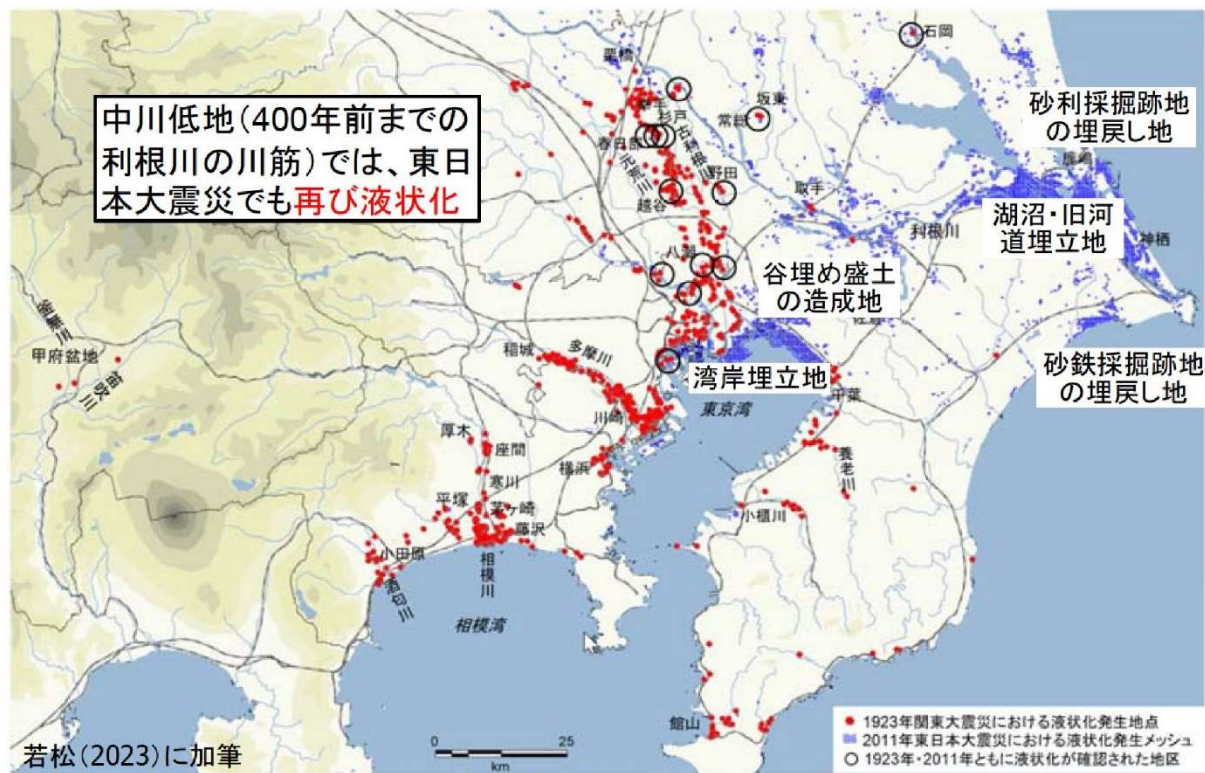 中川低地(400年前までの
利根川の川筋)では、東日
本大震災でも再び液状化
石岡
栗橋
坂東
常総
砂利採掘跡地
の埋戻し地
幸手
杉戸
春日部
古利根川
元荒川
野田
越谷
取手
鹿嶋
利根川
湖沼・旧河
道埋立地
神栖
八潮
谷埋め盛土
の造成地
釜無川
甲府盆地
笛吹川
稲城
多摩川
湾岸埋立地
砂鉄採掘跡地
の埋戻し地
東京湾
千葉
川崎
厚木
座間
横浜
養老川
寒川
平塚
茅ヶ崎
藤沢
小櫃川
小田原
相模川
酒匂川
相模湾
館山
0 25
km
若松(2023)に加筆
1923年関東大震災における液状化発生地点
2011年東日本大震災における液状化発生メッシュ
1923年・2011年ともに液状化が確認された地区